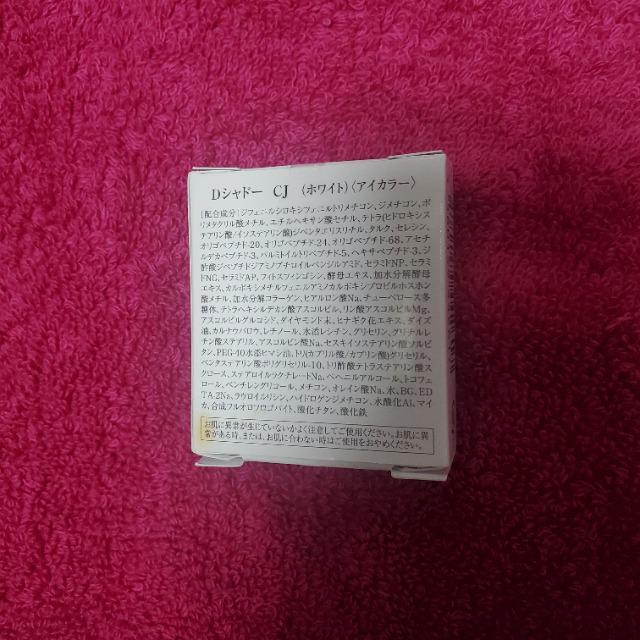 Dシャドー CJ 〈ホワイト〉〈アイカラー〉
[配合成分]ジフェニルシロキシフェニルトリメチコン、ジメチコン、ポ
リメタクリル酸メチル、エチルヘキサン酸セチル、テトラ(ヒドロキシス
テアリン酸/イソステアリン酸)ジペンタエリスリチル、タルク、セレシン、
オリゴペプチド-20、オリゴペプチド-24、オリゴペプチド-68、アセチ
ルデカペプチド-3、パルミトイルトリペプチド-5、ヘキサペプチド-3、ジ
酢酸ジペプチドジアミノブチロイルベンジルアミド、セラミドNP、セラ
ミドNG、セラミドAP、フィトスフィンゴシン、酵母エキス、加水分解酵母
エキス、カルボキシメチルフェニルアミノカルボキシプロピルホスホン
酸メチル、加水分解コラーゲン、ヒアルロン酸Na、チューベロース多
糖体、テトラヘキシルデカン酸アスコルビル、リン酸アスコルビルMg、
アスコルビルグルコシド、ダイヤモンド末、ヒナギク花エキス、ダイズ
油、カルナウバロウ、レチノール、水添レシチン、グリセリン、グリチルレ
チン酸ステアリル、アスコルビン酸Na、セスキイソステアリン酸ソルビ
タン、PEG-40水添ヒマシ油、トリ(カプリル酸/カプリン酸)グリセリル、
ペンタステアリン酸ポリグリセリル-10、トリ酢酸テトラステアリン酸ス
クロース、ステアロイルラクチレートNa、ベヘニルアルコール、トコフェ
ロール、ペンチレングリコール、メチコン、オレイン酸Na、水、BG、ED
TA-2Na、ラウロイルリシン、ハイドロゲンジメチコン、水酸化Al、マイ
カ、合成フルオロフロゴパイト、酸化チタン、酸化鉄
お肌に異常が生じていないかよく注意してご使用ください。お肌に異
常がある時、または、お肌に合わない時はご使用をおやめください。